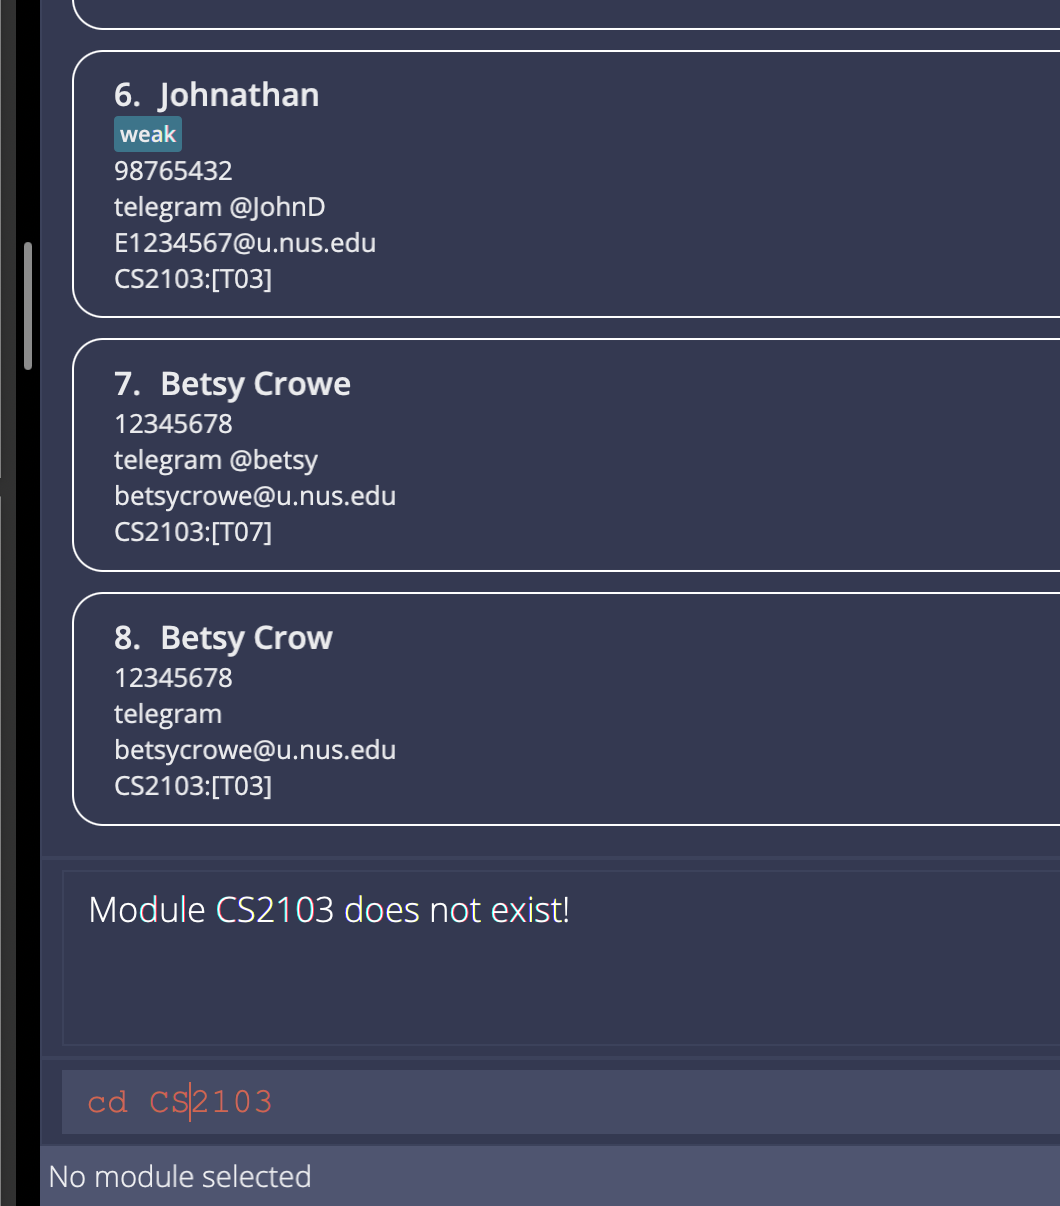 6. Johnathan
weak
98765432
telegram @JohnD
E1234567@u.nus.edu
CS2103:[T03]
7. Betsy Crowe
12345678
telegram @betsy
betsycrowe@u.nus.edu
CS2103:[T07]
8. Betsy Crow
12345678
telegram
betsycrowe@u.nus.edu
CS2103:[T03]
Module CS2103 does not exist!
cd CS2103
No module selected